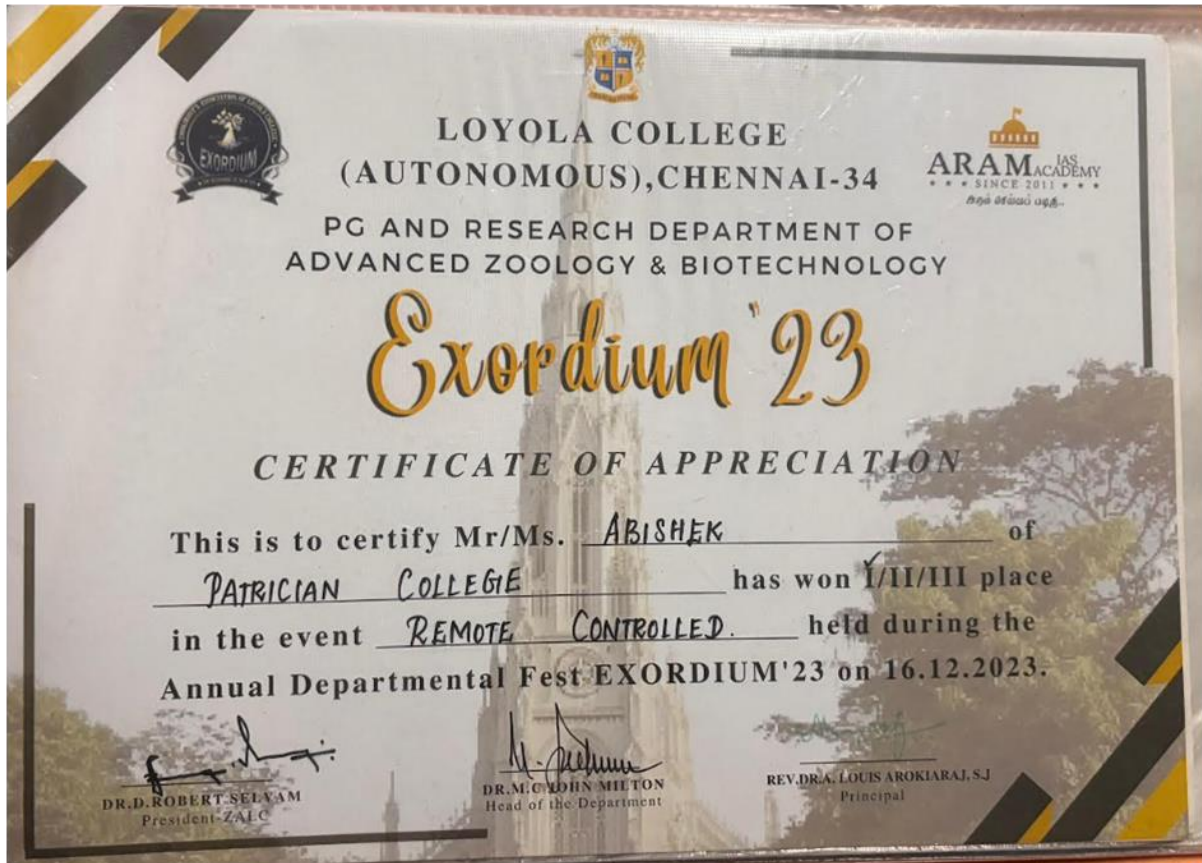 LOYOLA COLLEGE
(AUTONOMOUS),CHENNAI-34
EXORDIUM
ARAM IAS ACADEMY
SINCE 2011
PG AND RESEARCH DEPARTMENT OF
ADVANCED ZOOLOGY & BIOTECHNOLOGY
Exordium"23
CERTIFICATE OF APPRECIATION
This is to certify Mr/Ms. ABISHEK of
PATRICIAN COLLEGE has won I/II/III place
in the event REMOTE CONTROLLED. held during the
Annual Departmental Fest EXORDIUM'23 on 16.12.2023.
DR.D.ROBERT SELVAM
President-ZALC
DR.M.C.JOHN MILTON
Head of the Department
REV.DR.A. LOUIS AROKIARAJ, S.J
Principal